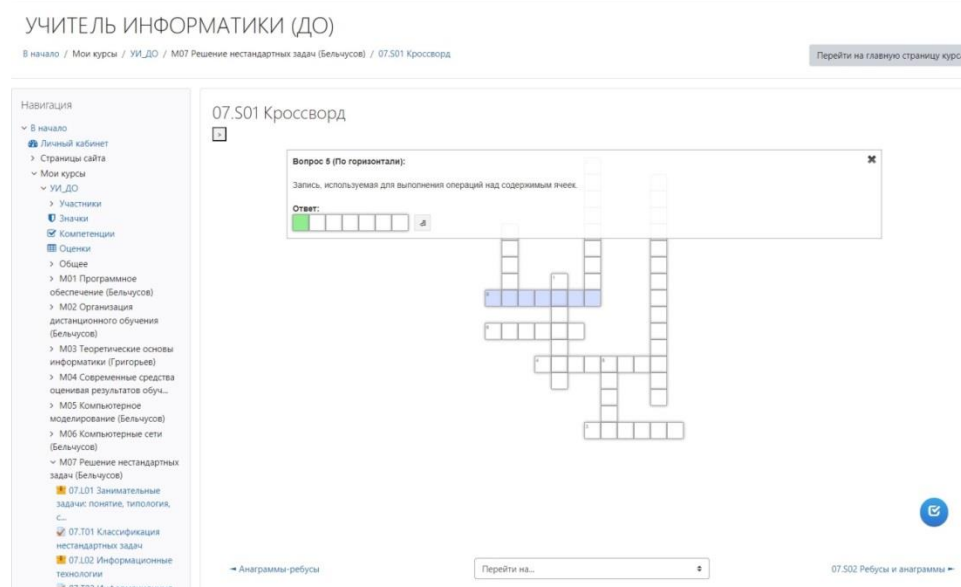 УЧИТЕЛЬ ИНФОРМАТИКИ (ДО)
В начало / Мои курсы / УИ_ДО / М07 Решение нестандартных задач (Бельчусов) / 07.S01 Кроссворд
Перейти на главную страницу курса
Навигация
В начало
Личный кабинет
Страницы сайта
Мои курсы
УИ_ДО
Участники
Значки
Компетенции
Оценки
Общее
М01 Программное
обеспечение (Бельчусов)
М02 Организация
дистанционного обучения
(Бельчусов)
М03 Теоретические основы
информатики (Григорьев)
М04 Современные средства
оценивая результатов обуч...
М05 Компьютерное
моделирование (Бельчусов)
М06 Компьютерные сети
(Бельчусов)
М07 Решение нестандартных
задач (Бельчусов)
07.L01 Занимательные
задачи: понятие, типология,
с...
07.T01 Классификация
нестандартных задач
07.L02 Информационные
технологии
07.S01 Кроссворд
Вопрос 5 (По горизонтали):
Запись, используемая для выполнения операций над содержимым ячеек.
Ответ:
Анаграммы-ребусы
Перейти на...
07.S02 Ребусы и анаграммы